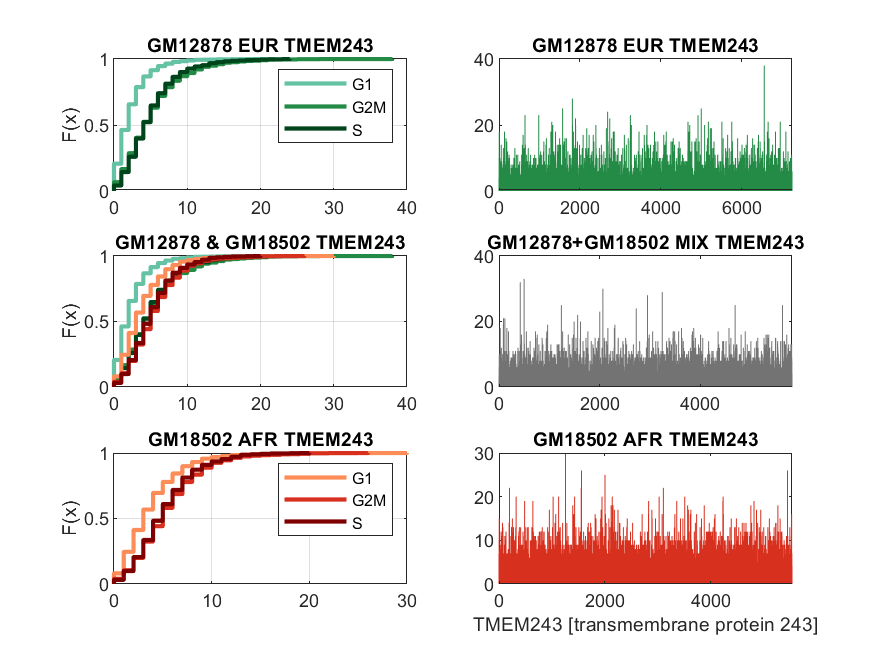 GM12878 EUR TMEM243
1
0.5
0
F(x)
0 10 20 30 40
G1
G2M
S
GM12878 EUR TMEM243
40
20
0
0 2000 4000 6000
GM12878 & GM18502 TMEM243
1
0.5
0
F(x)
0 10 20 30 40
GM12878+GM18502 MIX TMEM243
40
20
0
0 2000 4000
GM18502 AFR TMEM243
1
0.5
0
F(x)
0 10 20 30
G1
G2M
S
GM18502 AFR TMEM243
30
20
10
0
0 2000 4000
TMEM243 [transmembrane protein 243]